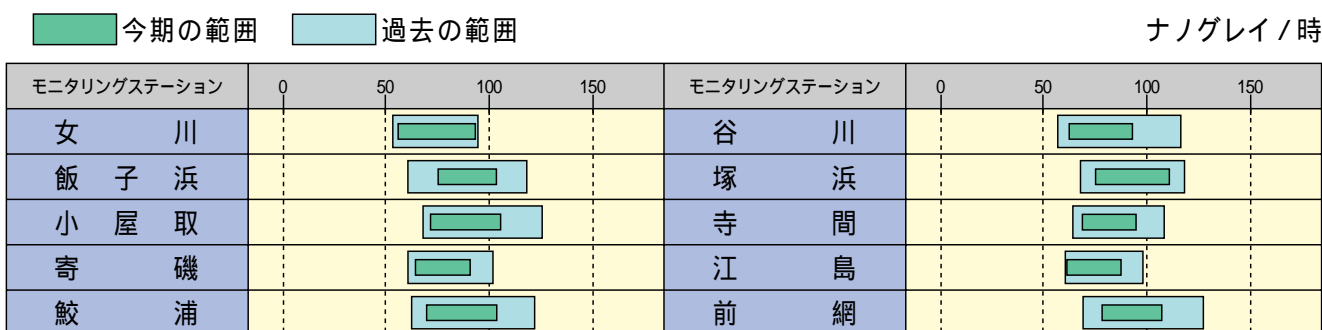 今期の範囲 過去の範囲 ナノグレイ/時
モニタリングステーション 0 50 100 150 モニタリングステーション 0 50 100 150
女川 谷川
飯子浜 塚浜
小屋取 寺間
寄磯 江島
鮫浦 前網